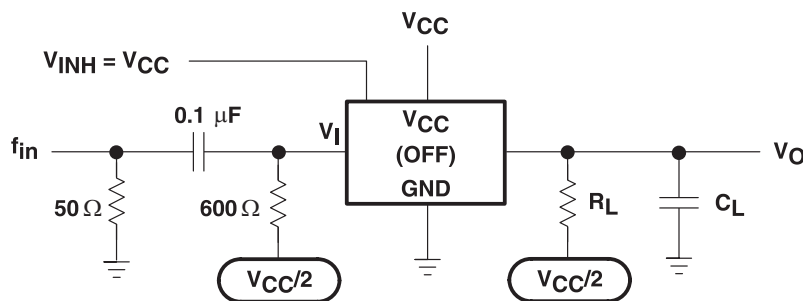 VCC
VINH = VCC
0.1 μF
fin
VI
VCC
(OFF)
GND
VO
50 Ω
600 Ω
RL
CL
VCC/2
VCC/2